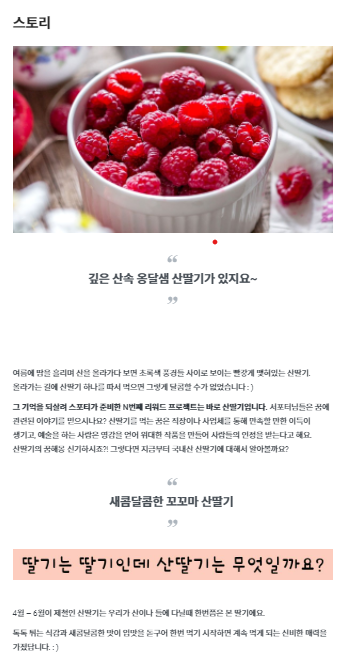 스토리
“
깊은 산속 옹달샘 산딸기가 있지요~
”
여름에 땀을 흘리며 산을 올라가다 보면 초록색 풍경들 사이로 보이는 빨갛게 맺혀있는 산딸기.
올라가는 길에 산딸기 하나를 따서 먹으면 그렇게 달콤할 수가 없었습니다 : )
그 기억을 되살려 스포티가 준비한 N번째 리워드 프로젝트는 바로 산딸기입니다. 서포터님들은 꿈에
관련된 이야기를 믿으시나요? 산딸기를 먹는 꿈은 직장이나 사업체를 통해 만족할 만한 이득이
생기고, 예술을 하는 사람은 영감을 얻어 위대한 작품을 만들어 사람들의 인정을 받는다고 해요.
산딸기의 꿈해몽 신기하시죠?! 그렇다면 지금부터 국내산 산딸기에 대해서 알아볼까요?
“
새콤달콤한 꼬꼬마 산딸기
”
딸기는 딸기인데 산딸기는 무엇일까요?
4월 ~ 6월이 제철인 산딸기는 우리가 산이나 들에 다닐때 한번쯤은 본 딸기에요.
톡톡 튀는 식감과 새콤달콤한 맛이 입맛을 돋구어 한번 먹기 시작하면 계속 먹게 되는 신비한 매력을
가졌답니다. : )